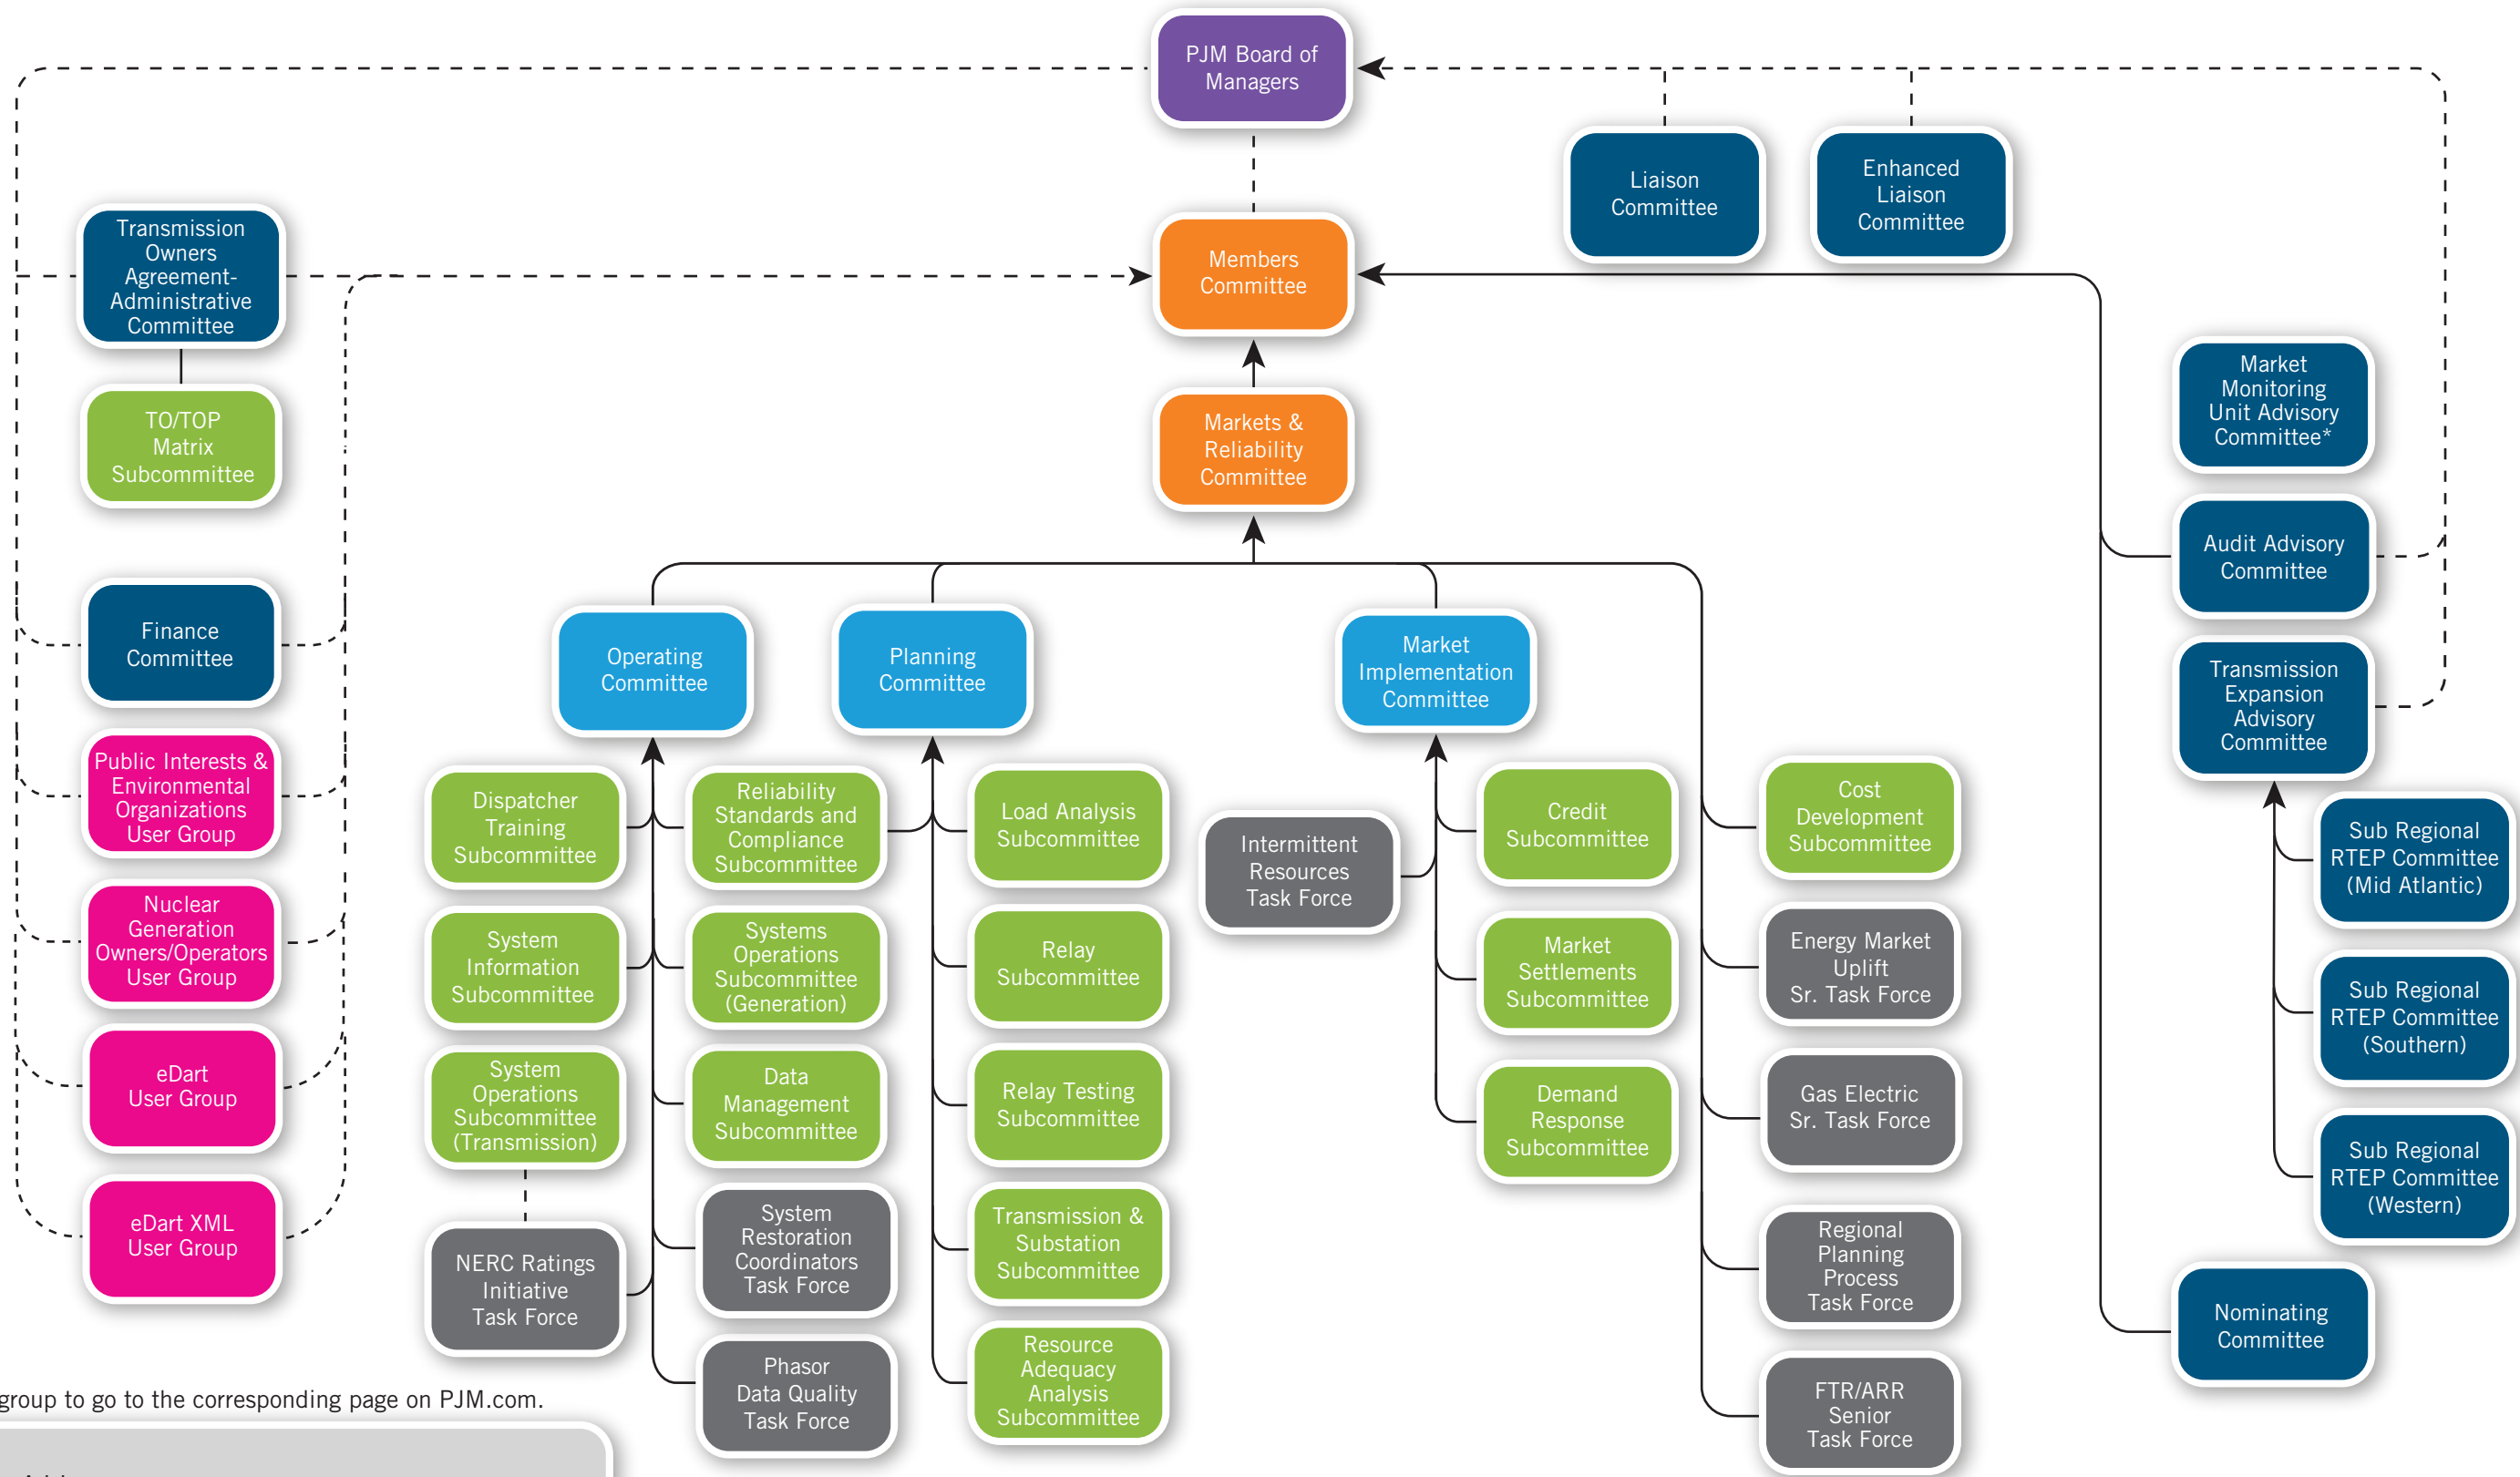 PJM Board of
Managers
Liaison
Committee
Enhanced
Liaison
Committee
Transmission
Owners
Agreement-
Administrative
Committee
Members
Committee
TO/TOP
Matrix
Subcommittee
Markets &
Reliability
Committee
Market
Monitoring
Unit Advisory
Committee*
Audit Advisory
Committee
Finance
Committee
Operating
Committee
Planning
Committee
Market
Implementation
Committee
Transmission
Expansion
Advisory
Committee
Public Interests &
Environmental
Organizations
User Group
Dispatcher
Training
Subcommittee
Reliability
Standards and
Compliance
Subcommittee
Load Analysis
Subcommittee
Intermittent
Resources
Task Force
Credit
Subcommittee
Cost
Development
Subcommittee
Sub Regional
RTEP Committee
(Mid Atlantic)
Nuclear
Generation
Owners/Operators
User Group
System
Information
Subcommittee
Systems
Operations
Subcommittee
(Generation)
Relay
Subcommittee
Market
Settlements
Subcommittee
Energy Market
Uplift
Sr. Task Force
Sub Regional
RTEP Committee
(Southern)
eDart
User Group
System
Operations
Subcommittee
(Transmission)
Data
Management
Subcommittee
Relay Testing
Subcommittee
Demand
Response
Subcommittee
Gas Electric
Sr. Task Force
Sub Regional
RTEP Committee
(Western)
eDart XML
User Group
NERC Ratings
Initiative
Task Force
System
Restoration
Coordinators
Task Force
Transmission &
Substation
Subcommittee
Regional
Planning
Process
Task Force
Nominating
Committee
Phasor
Data Quality
Task Force
Resource
Adequacy
Analysis
Subcommittee
FTR/ARR
Senior
Task Force
group to go to the corresponding page on PJM.com.